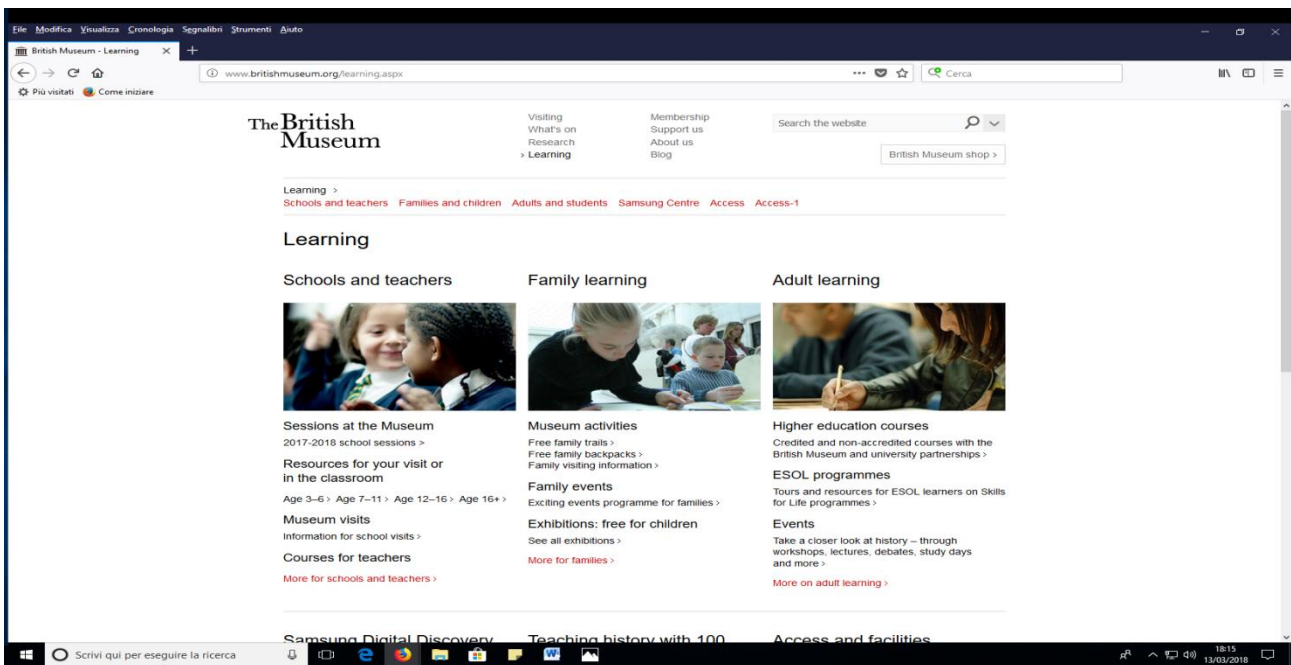 File Modifica Visualizza Cronologia Segnalibri Strumenti Aiuto
British Museum - Learning
www.britishmuseum.org/learning.aspx
Cerca
Più visitati Come iniziare
The British
Museum
Visiting
What's on
Research
› Learning
Membership
Support us
About us
Blog
Search the website
British Museum shop ›
Learning ›
Schools and teachers Families and children Adults and students Samsung Centre Access Access-1
Learning
Schools and teachers
Sessions at the Museum
2017-2018 school sessions >
Resources for your visit or
in the classroom
Age 3–6 › Age 7–11 › Age 12–16 › Age 16+ ›
Museum visits
Information for school visits ›
Courses for teachers
More for schools and teachers ›
Family learning
Museum activities
Free family trails ›
Free family backpacks ›
Family visiting information ›
Family events
Exciting events programme for families ›
Exhibitions: free for children
See all exhibitions ›
More for families ›
Adult learning
Higher education courses
Credited and non-accredited courses with the
British Museum and university partnerships ›
ESOL programmes
Tours and resources for ESOL learners on Skills
for Life programmes ›
Events
Take a closer look at history – through
workshops, lectures, debates, study days
and more ›
More on adult learning ›
Samsung Digital Discovery
Teaching history with 100
Access and facilities
Scrivi qui per eseguire la ricerca
18:15
13/03/2018